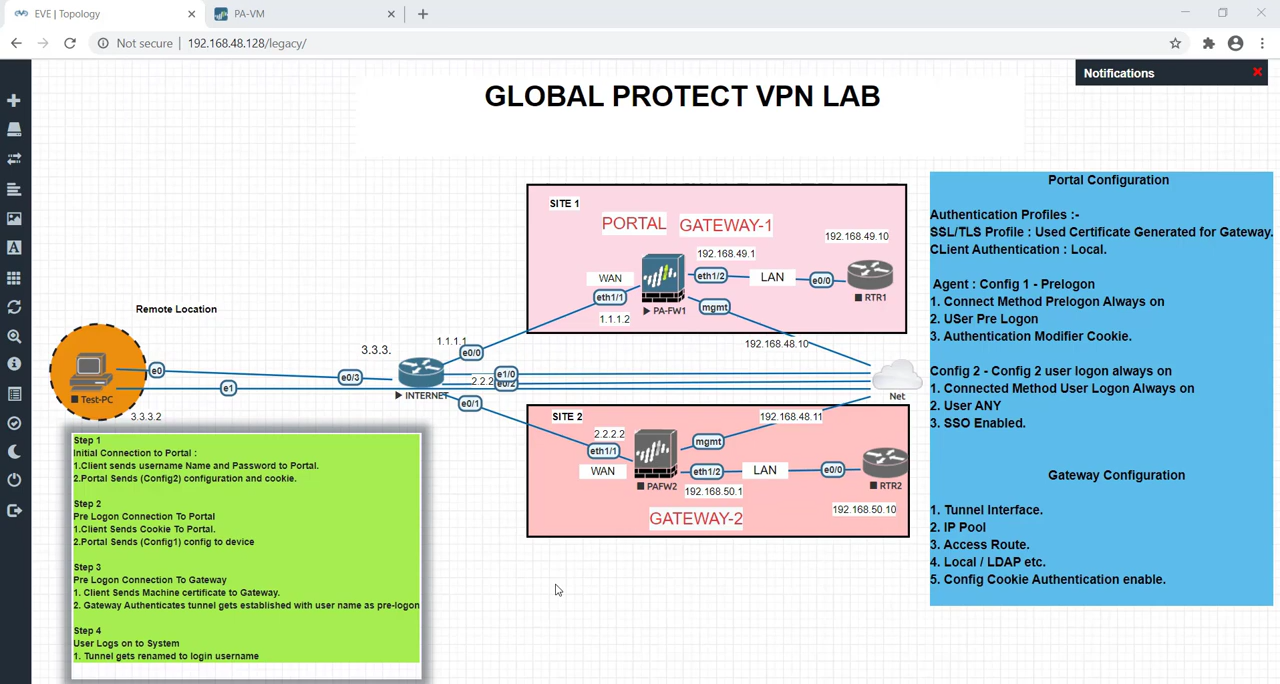 EVE | Topology
PA-VM
Not secure
192.168.48.128/legacy/
Notifications
GLOBAL PROTECT VPN LAB
SITE 1
PORTAL
GATEWAY-1
192.168.49.10
192.168.49.1
WAN
eth1/2
LAN
e0/0
eth1/1
RTR1
1.1.1.2
PA-FW1
mgmt
192.168.48.10
Remote Location
3.3.3.
1.1.1.1
e0/0
e0
e0/3
e1/0
2.2.2
e0/2
e1
INTERNET
Net
Test-PC
e0/1
3.3.3.2
SITE 2
192.168.48.11
2.2.2.2
mgmt
eth1/1
WAN
eth1/2
LAN
e0/0
PAFW2
RTR2
192.168.50.1
192.168.50.10
GATEWAY-2
Step 1
Initial Connection to Portal :
1.Client sends username Name and Password to Portal.
2.Portal Sends (Config2) configuration and cookie.
Step 2
Pre Logon Connection To Portal
1.Client Sends Cookie To Portal.
2.Portal Sends (Config1) config to device
Step 3
Pre Logon Connection To Gateway
1. Client Sends Machine certificate to Gateway.
2. Gateway Authenticates tunnel gets established with user name as pre-logon
Step 4
User Logs on to System
1. Tunnel gets renamed to login username
Portal Configuration
Authentication Profiles :-
SSL/TLS Profile : Used Certificate Generated for Gateway.
CLient Authentication : Local.
Agent : Config 1 - Prelogon
1. Connect Method Prelogon Always on
2. USer Pre Logon
3. Authentication Modifier Cookie.
Config 2 - Config 2 user logon always on
1. Connected Method User Logon Always on
2. User ANY
3. SSO Enabled.
Gateway Configuration
1. Tunnel Interface.
2. IP Pool
3. Access Route.
4. Local / LDAP etc.
5. Config Cookie Authentication enable.